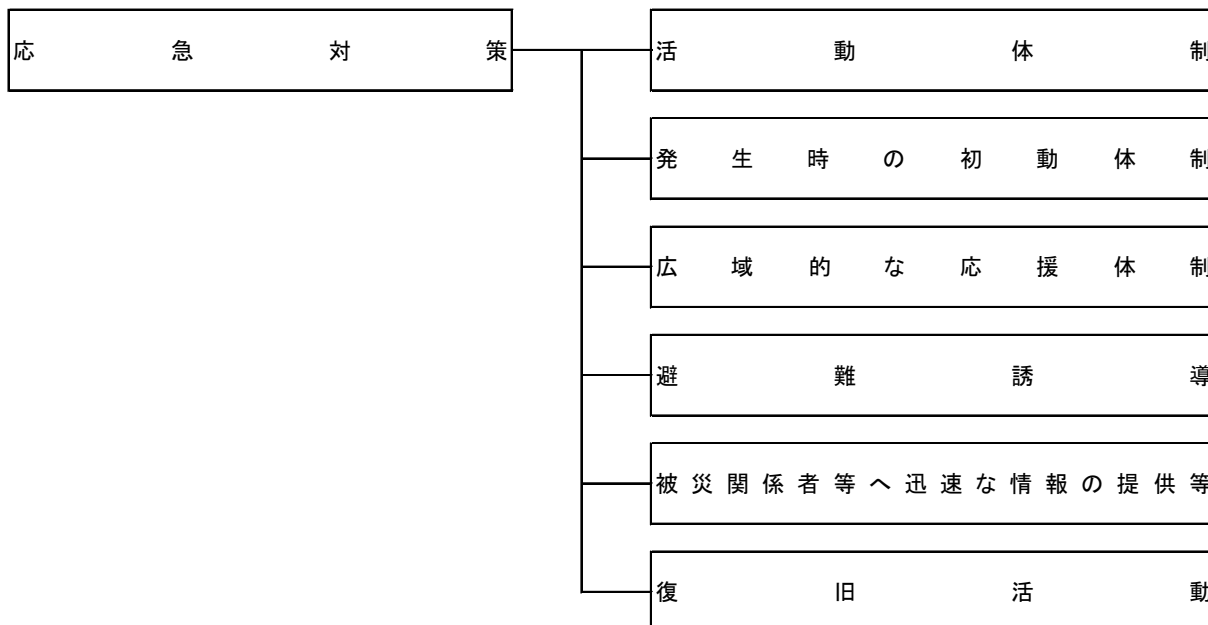 応急対策
活動体制
発生時の初動体制
広域的な応援体制
避難誘導
被災関係者等へ迅速な情報の提供等
復旧活動